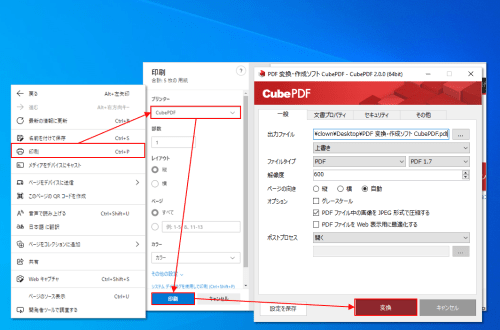 戻る Alt+左矢印
進む Alt+右矢印
最新の情報に更新 Ctrl+R
名前を付けて保存 Ctrl+S
印刷 Ctrl+P
メディアをデバイスにキャスト
ページをデバイスに送信
このページの QR コードを作成
音声で読み上げる Ctrl+Shift+U
日本語 に翻訳
ページをコレクションに追加
共有
Web キャプチャ Ctrl+Shift+S
ページのソース表示 Ctrl+U
開発者ツールで調査する
印刷
?
合計: 5 枚の用紙
プリンター
CubePDF
部数
1
レイアウト
縦
横
ページ
すべて
例: 1-5, 8, 11-13
カラー
カラー
その他の設定
システム ダイアログを使用して印刷 (Ctrl+Shift+P)
印刷
キャンセル
PDF 変換・作成ソフト CubePDF - CubePDF 2.0.0 (64bit)
CubePDF
一般 文書プロパティ セキュリティ その他
出力ファイル ¥clown¥Desktop¥PDF 変換・作成ソフト CubePDF.pdf ...
上書き
ファイルタイプ PDF PDF 1.7
解像度 600
ページの向き 縦 横 自動
オプション グレースケール
PDF ファイル中の画像を JPEG 形式で圧縮する
PDF ファイルを Web 表示用に最適化する
ポストプロセス 開く
...
設定を保存 変換 キャンセル